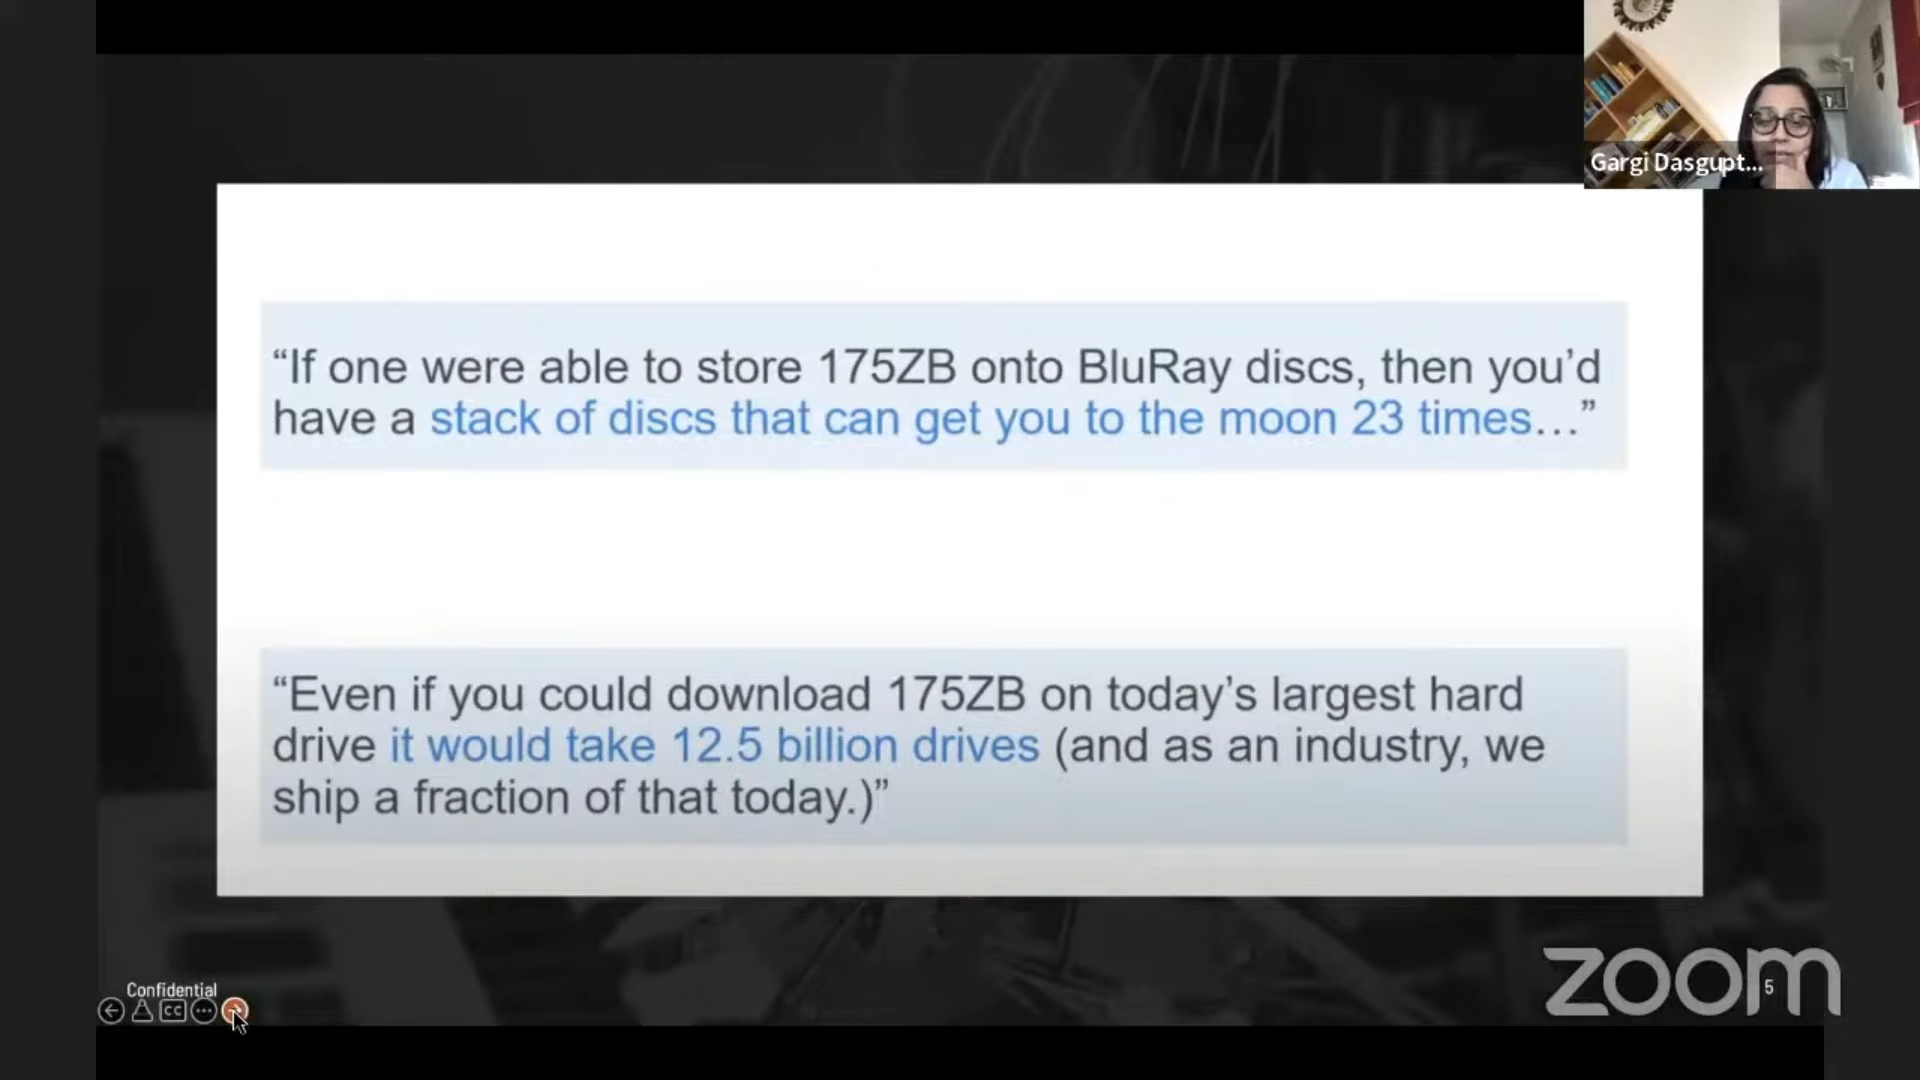 Gargi Dasgupt...
“If one were able to store 175ZB onto BluRay discs, then you’d
have a stack of discs that can get you to the moon 23 times…”
“Even if you could download 175ZB on today’s largest hard
drive it would take 12.5 billion drives (and as an industry, we
ship a fraction of that today.)”
Confidential
CC
zoom
5